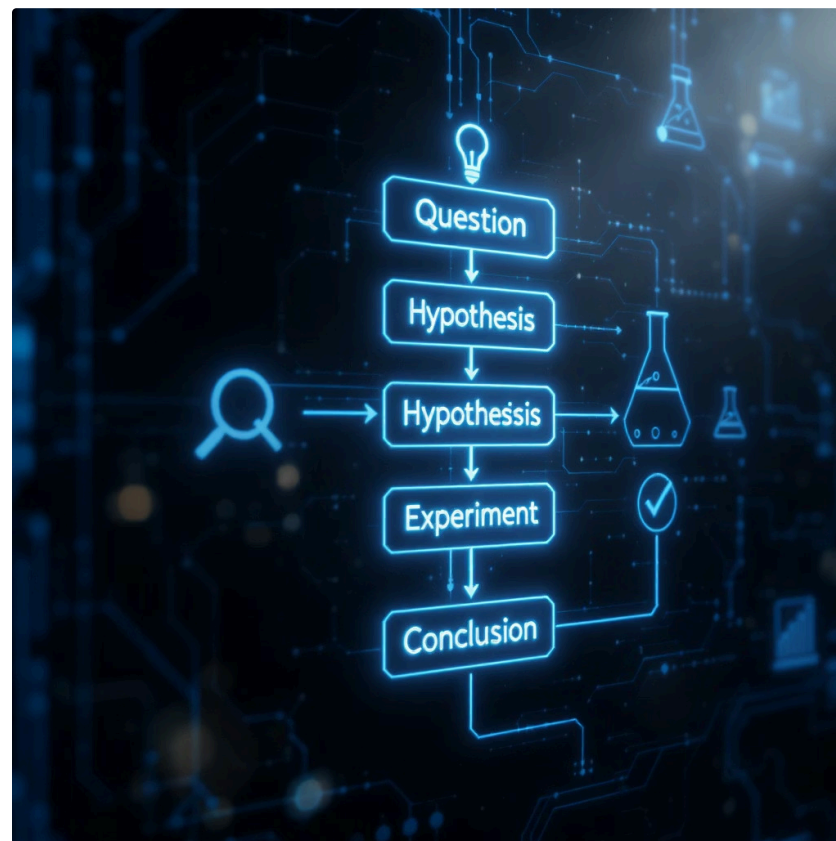 Question
Hypothesis
Hypothessis
Experiment
Conclusion